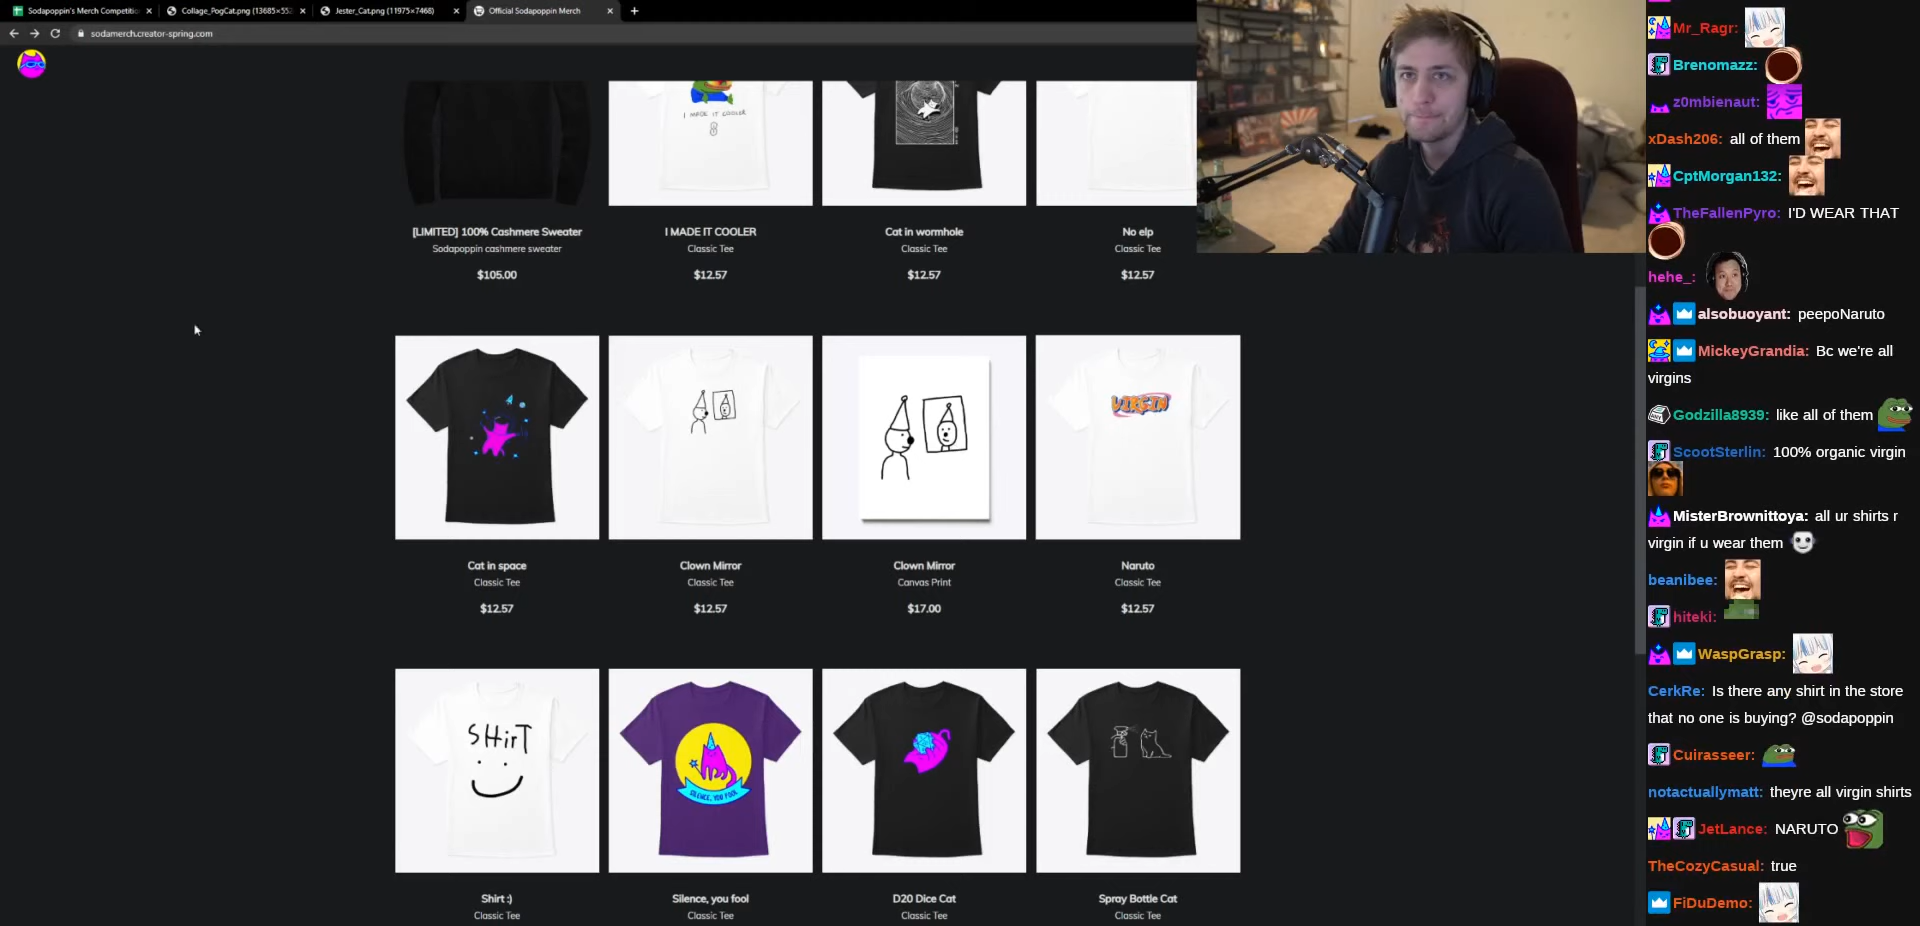 Sodapoppin's Merch Competitio
Collage_PogCat.png (13685×55
Jester_Cat.png (11975×7468)
Official Sodapoppin Merch
sodamerch.creator-spring.com
I MADE IT COOLER
[LIMITED] 100% Cashmere Sweater
Sodapoppin cashmere sweater
$105.00
I MADE IT COOLER
Classic Tee
$12.57
Cat in wormhole
Classic Tee
$12.57
No elp
Classic Tee
$12.57
VIRGIN
Cat in space
Classic Tee
$12.57
Clown Mirror
Classic Tee
$12.57
Clown Mirror
Canvas Print
$17.00
Naruto
Classic Tee
$12.57
SHirT
SILENCE, YOU FOOL
Shirt :)
Classic Tee
Silence, you fool
Classic Tee
D20 Dice Cat
Classic Tee
Spray Bottle Cat
Classic Tee
Mr_Ragr:
Brenomazz:
z0mbienaut:
xDash206: all of them
CptMorgan132:
TheFallenPyro: I'D WEAR THAT
hehe_:
alsobuoyant: peepoNaruto
MickeyGrandia: Bc we're all
virgins
Godzilla8939: like all of them
ScootSterlin: 100% organic virgin
MisterBrownittoya: all ur shirts r
virgin if u wear them
beanibee:
hiteki:
WaspGrasp:
CerkRe: Is there any shirt in the store
that no one is buying? @sodapoppin
Cuirasseer:
notactuallymatt: theyre all virgin shirts
JetLance: NARUTO
TheCozyCasual: true
FiDuDemo: